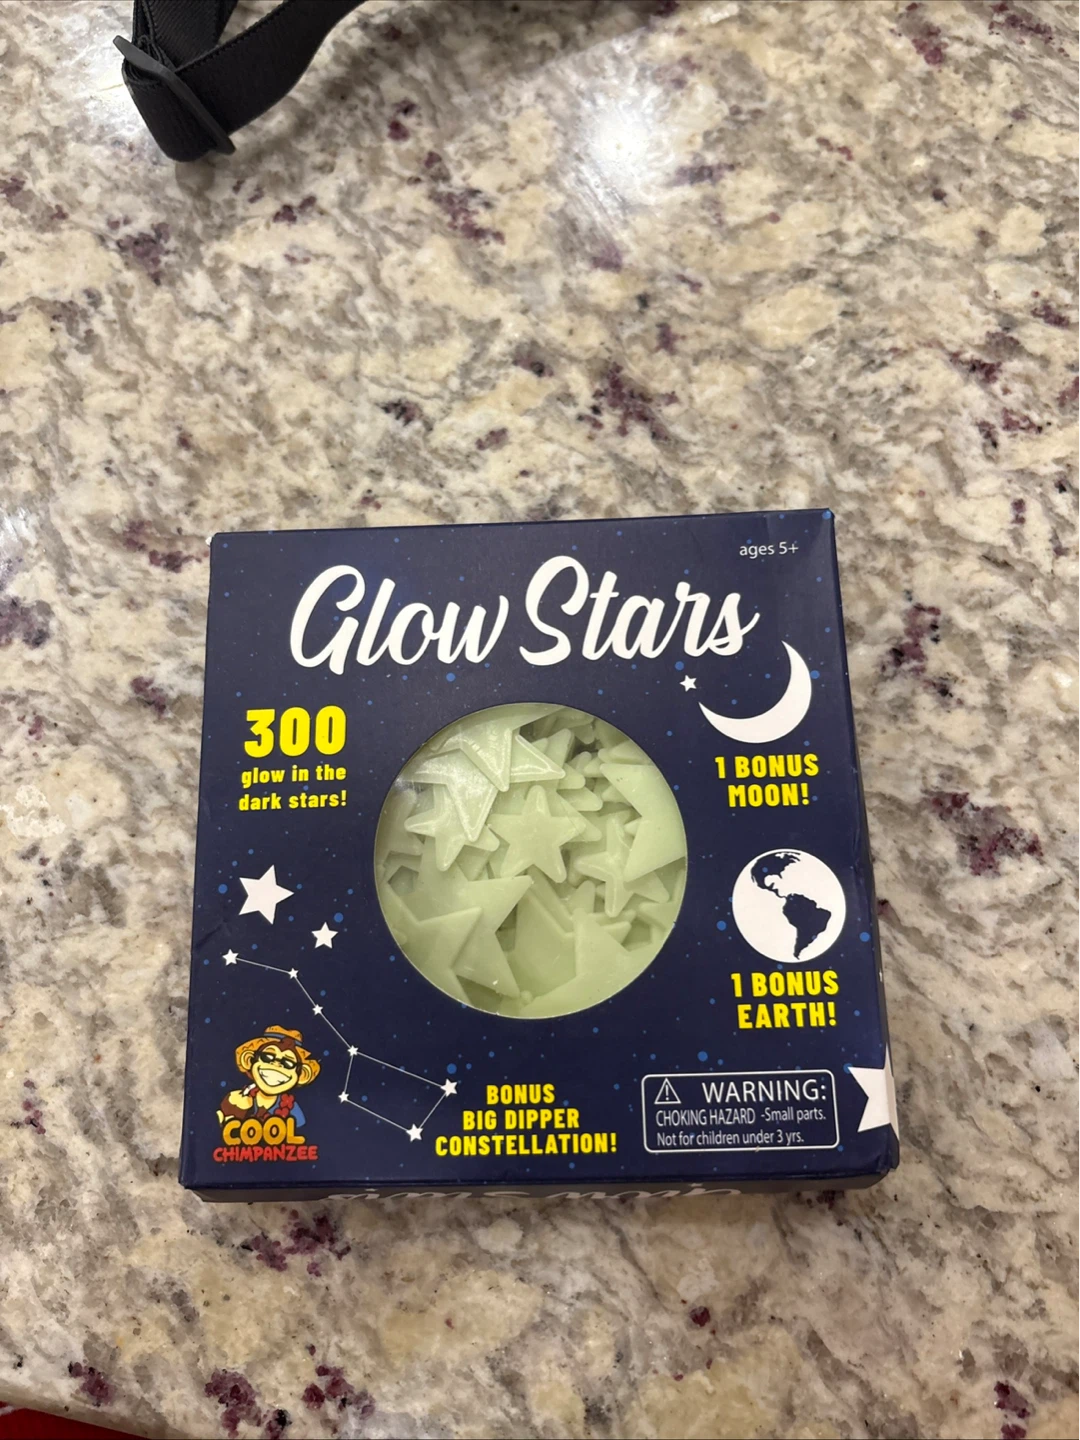 ages 5+
Glow Stars
300
glow in the
dark stars!
1 BONUS
MOON!
1 BONUS
EARTH!
BONUS
BIG DIPPER
CONSTELLATION!
WARNING:
CHOKING HAZARD -Small parts.
Not for children under 3 yrs.
COOL
CHIMPANZEE